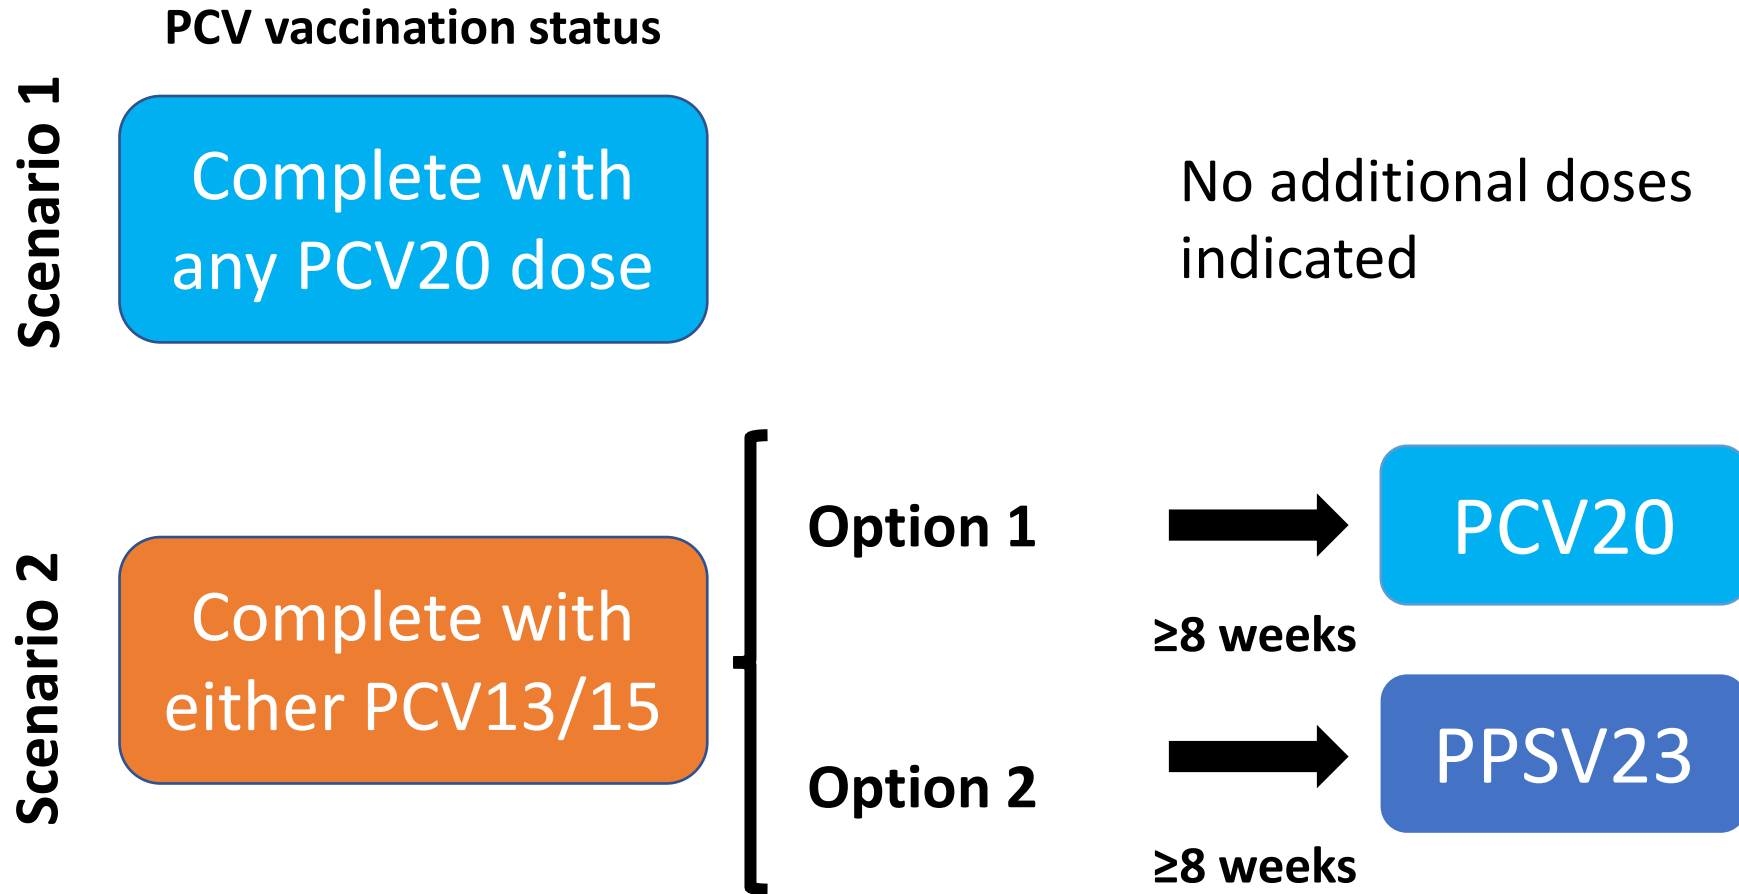 PCV vaccination status
Scenario 1
Complete with
any PCV20 dose
No additional doses
indicated
Scenario 2
Complete with
either PCV13/15
Option 1
≥8 weeks
PCV20
Option 2
≥8 weeks
PPSV23